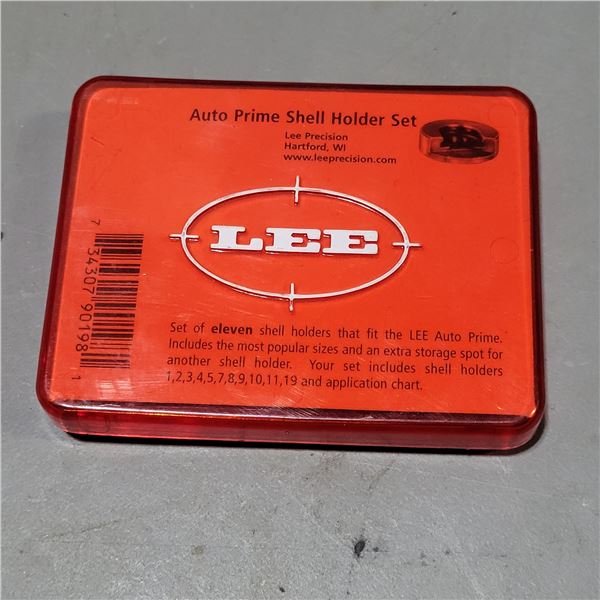 Auto Prime Shell Holder Set
Lee Precision
Hartford, WI
www.leeprecision.com
LEE
Set of eleven shell holders that fit the LEE Auto Prime.
Includes the most popular sizes and an extra storage spot for
another shell holder. Your set includes shell holders
1,2,3,4,5,7,8,9,10,11,19 and application chart.
7 34307 90198 1